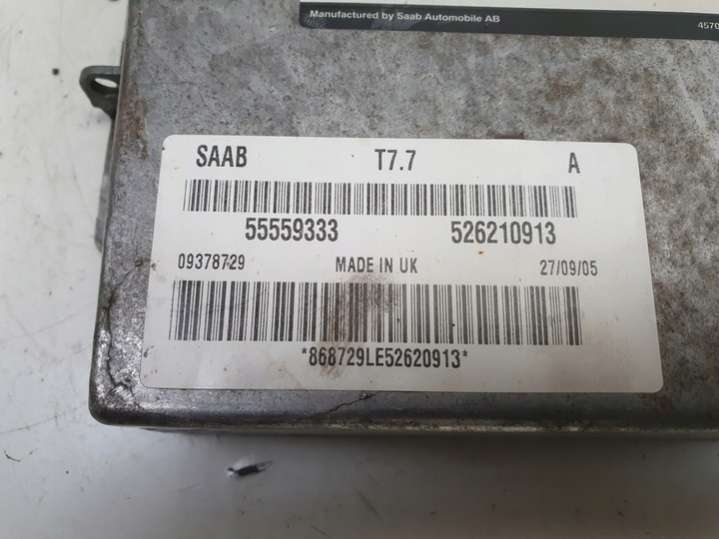 Manufactured by Saab Automobile AB
4570
SAAB T7.7 A
55559333 526210913
09378729 MADE IN UK 27/09/05
*868729LE52620913*